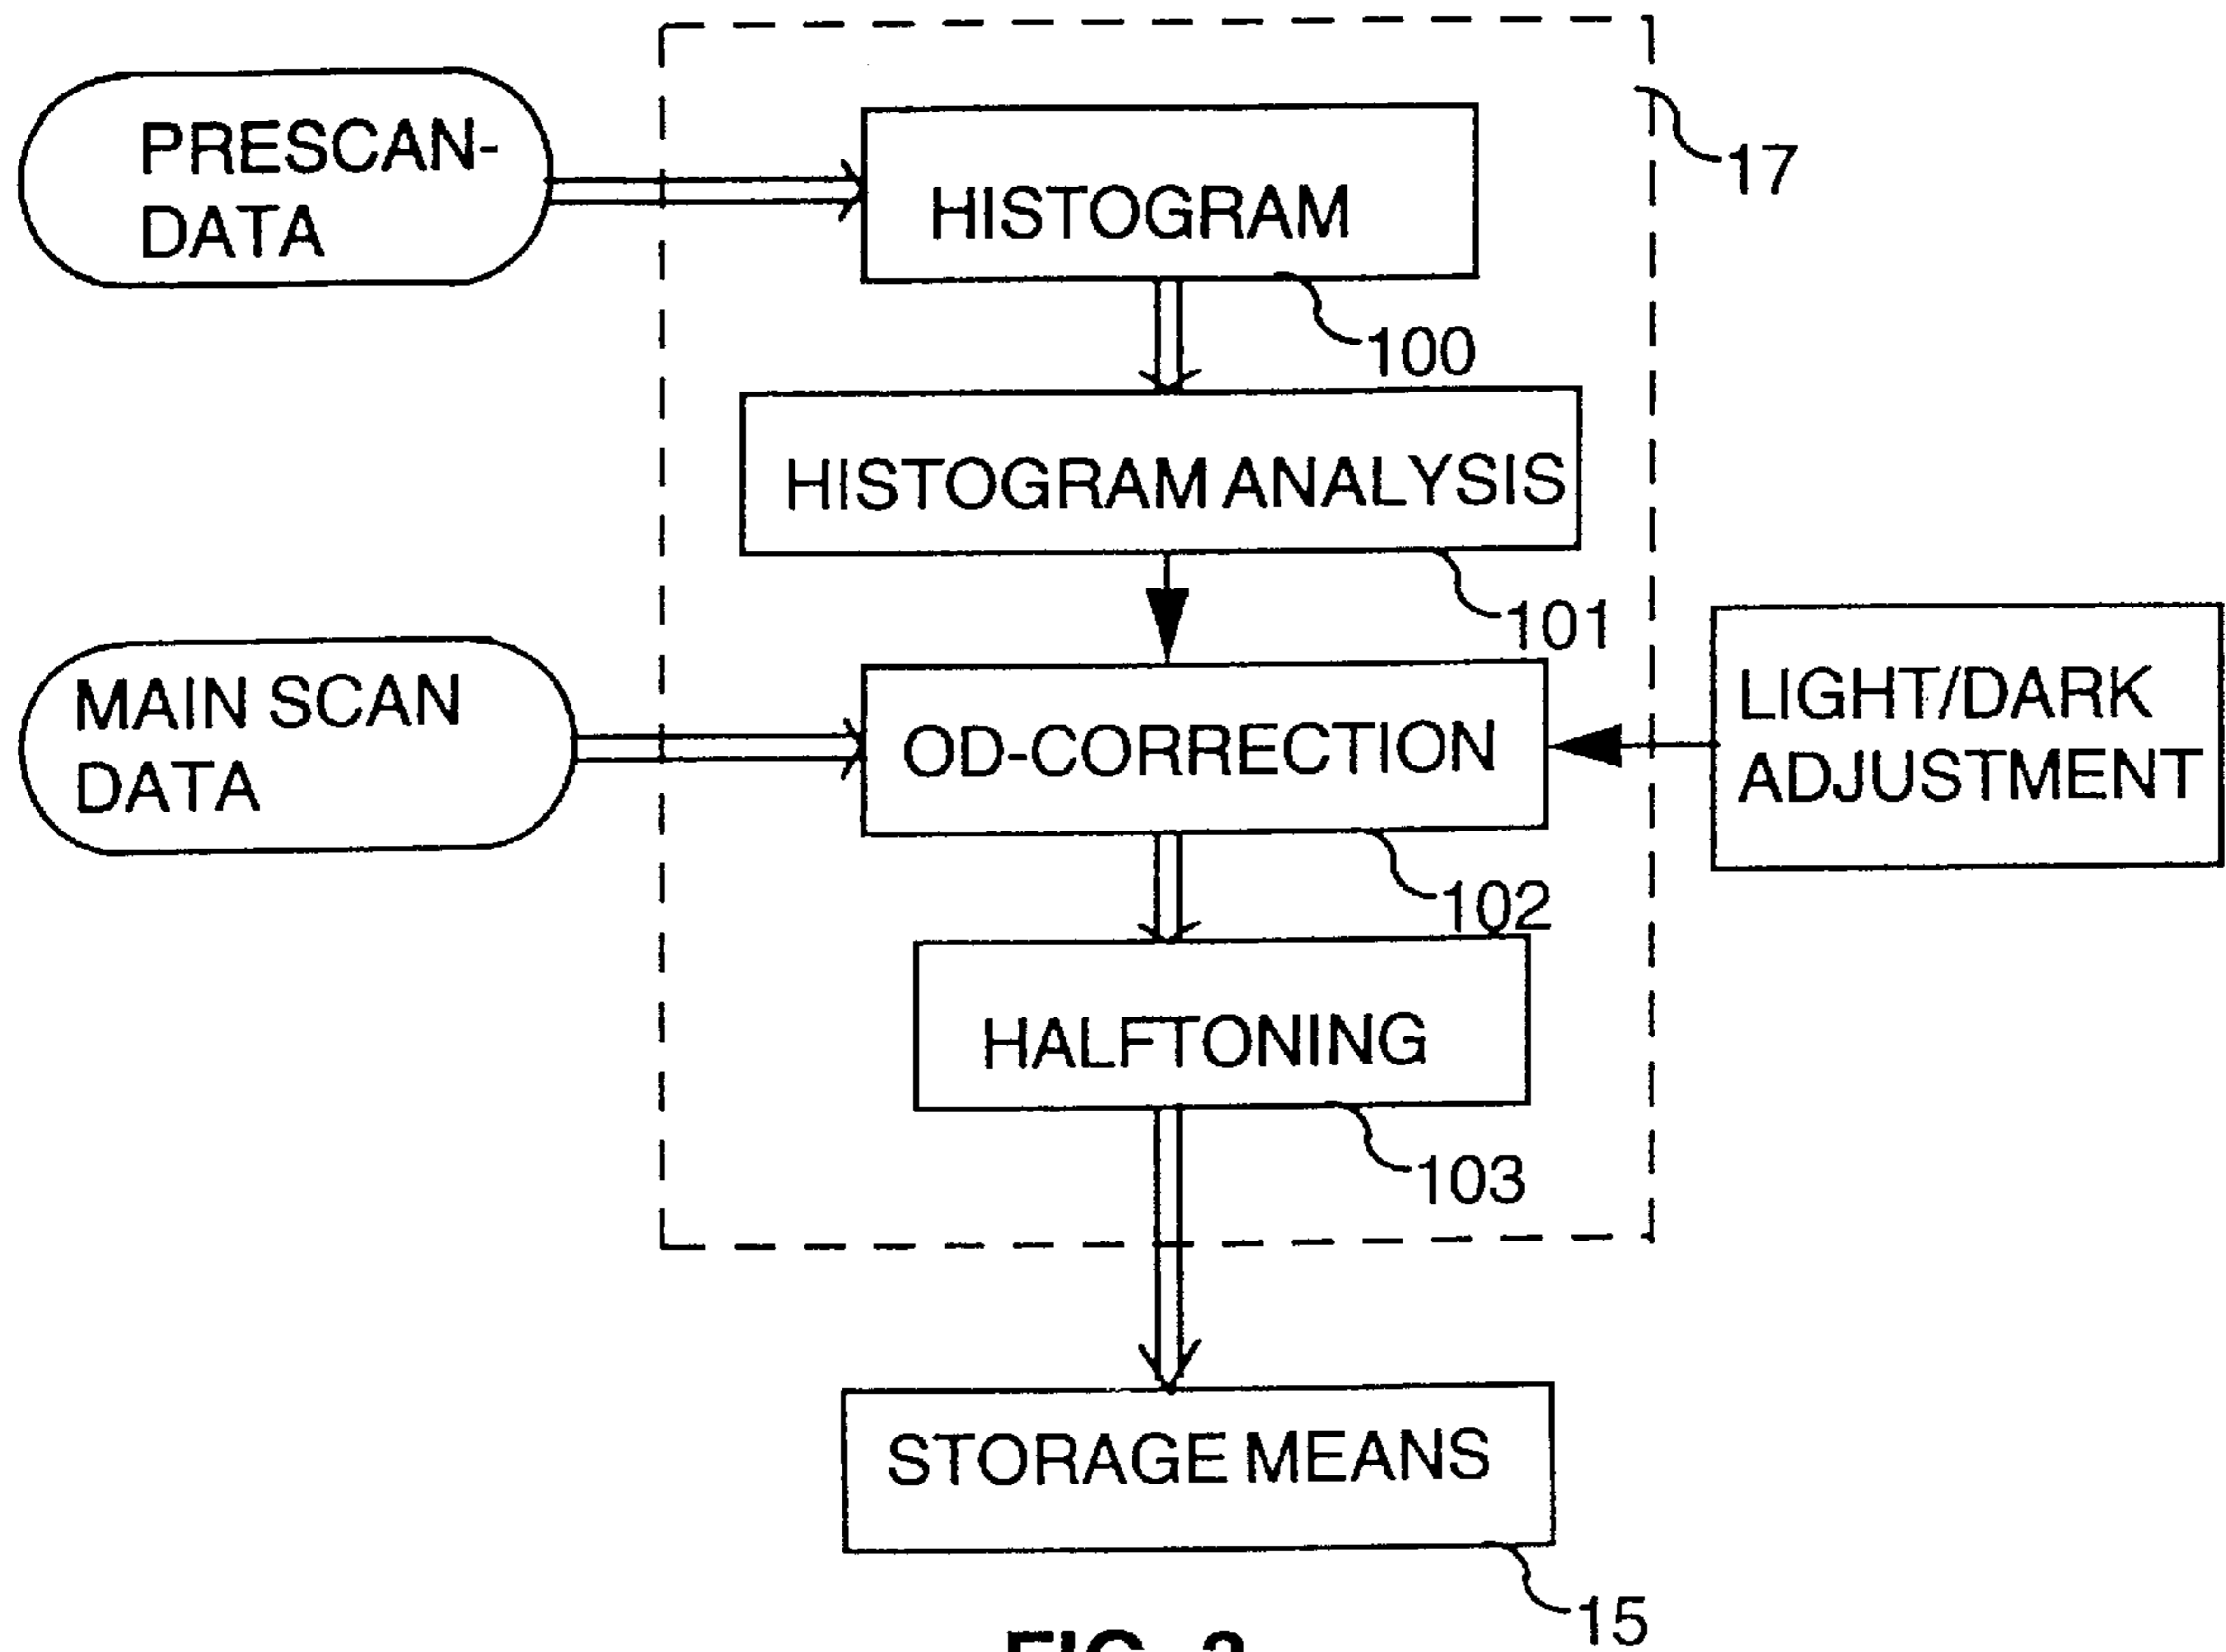 PRESCAN-
DATA
HISTOGRAM
17
100
HISTOGRAM ANALYSIS
101
MAIN SCAN
DATA
OD-CORRECTION
LIGHT/DARK
ADJUSTMENT
102
HALFTONING
103
STORAGE MEANS
15